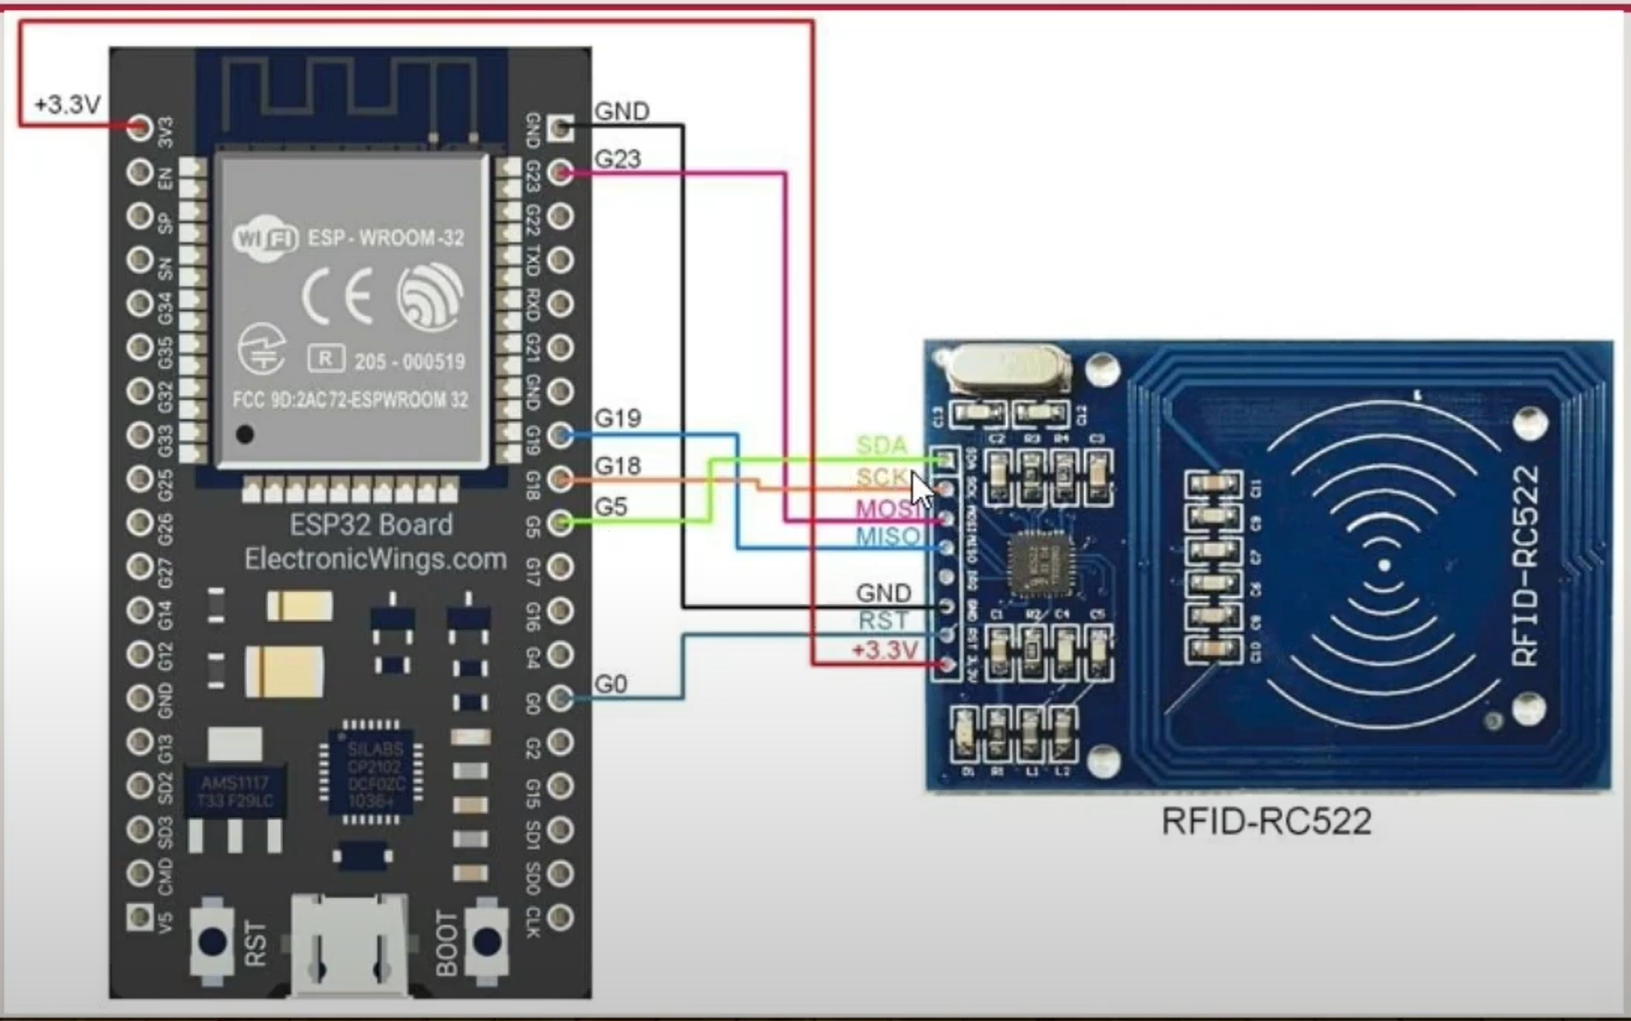 +3.3V
GND
G23
G19
G18
G5
G0
3V3
EN
SP
SN
G34
G35
G32
G33
G25
G26
G27
G14
G12
GND
G13
SD2
SD3
CMD
V5
GND
G23
G22
TXD
RXD
G21
GND
G19
G18
G5
G17
G16
G4
G0
G2
G15
SD1
SD0
CLK
WI FI ESP - WROOM -32
CE
R 205 - 000519
FCC 9D:2AC72-ESPWROOM 32
ESP32 Board
ElectronicWings.com
SILABS
CP2102
DCF0ZC
1036+
AMS1117
T33 F29LC
RST
BOOT
SDA
SCK
MOSI
MISO
GND
RST
+3.3V
C13
C12
C2 R3 R4 C3
SDA
SCK
MOSI
MISO
GND
RST
3.3V
C1 R2 C4 C5
D1 R1 L1 L2
C11
C9
C7
C6
C8
C10
RFID-RC522
RFID-RC522